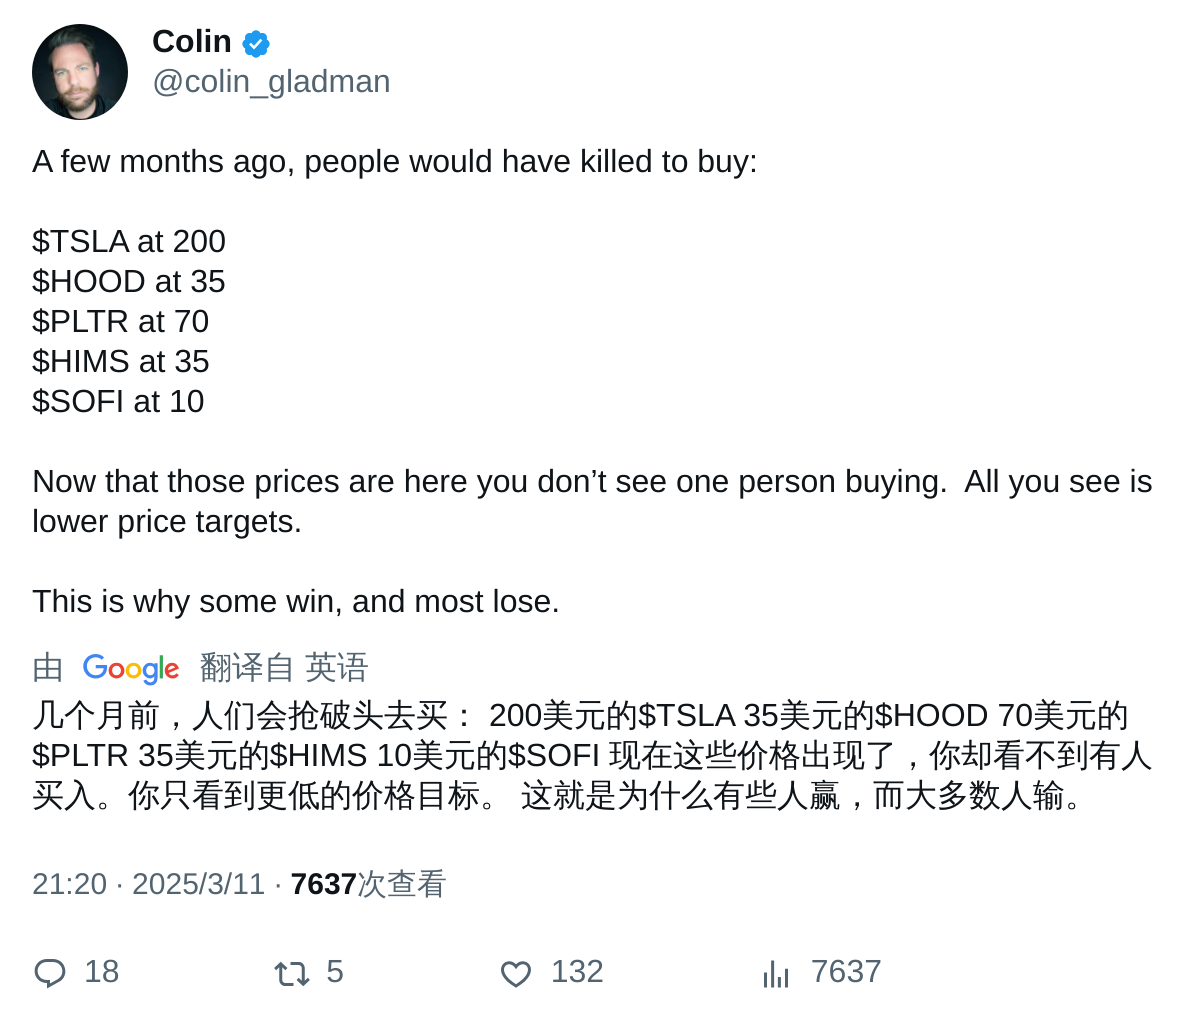 Colin
@colin_gladman
A few months ago, people would have killed to buy:
$TSLA at 200
$HOOD at 35
$PLTR at 70
$HIMS at 35
$SOFI at 10
Now that those prices are here you don’t see one person buying.  All you see is
lower price targets.
This is why some win, and most lose.
由 Google 翻译自 英语
几个月前，人们会抢破头去买： 200美元的$TSLA 35美元的$HOOD 70美元的
$PLTR 35美元的$HIMS 10美元的$SOFI 现在这些价格出现了，你却看不到有人
买入。你只看到更低的价格目标。 这就是为什么有些人赢，而大多数人输。
21:20 · 2025/3/11 · 7637次查看
18 5 132 7637